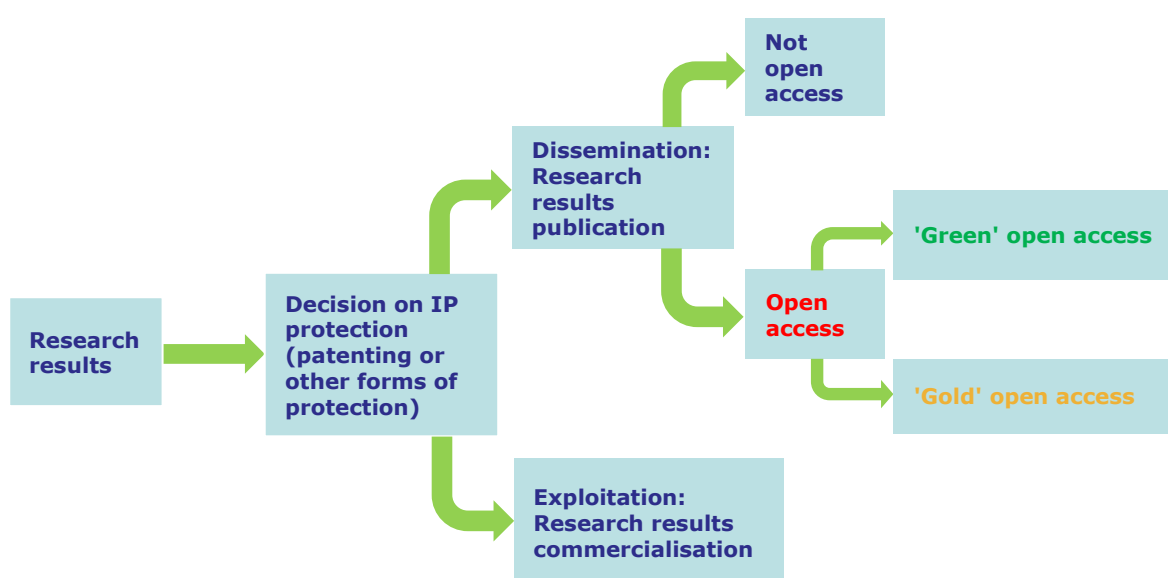 Research
results
Decision on IP
protection
(patenting or
other forms of
protection)
Dissemination:
Research
results
publication
Exploitation:
Research results
commercialisation
Not
open
access
Open
access
'Green' open access
'Gold' open access